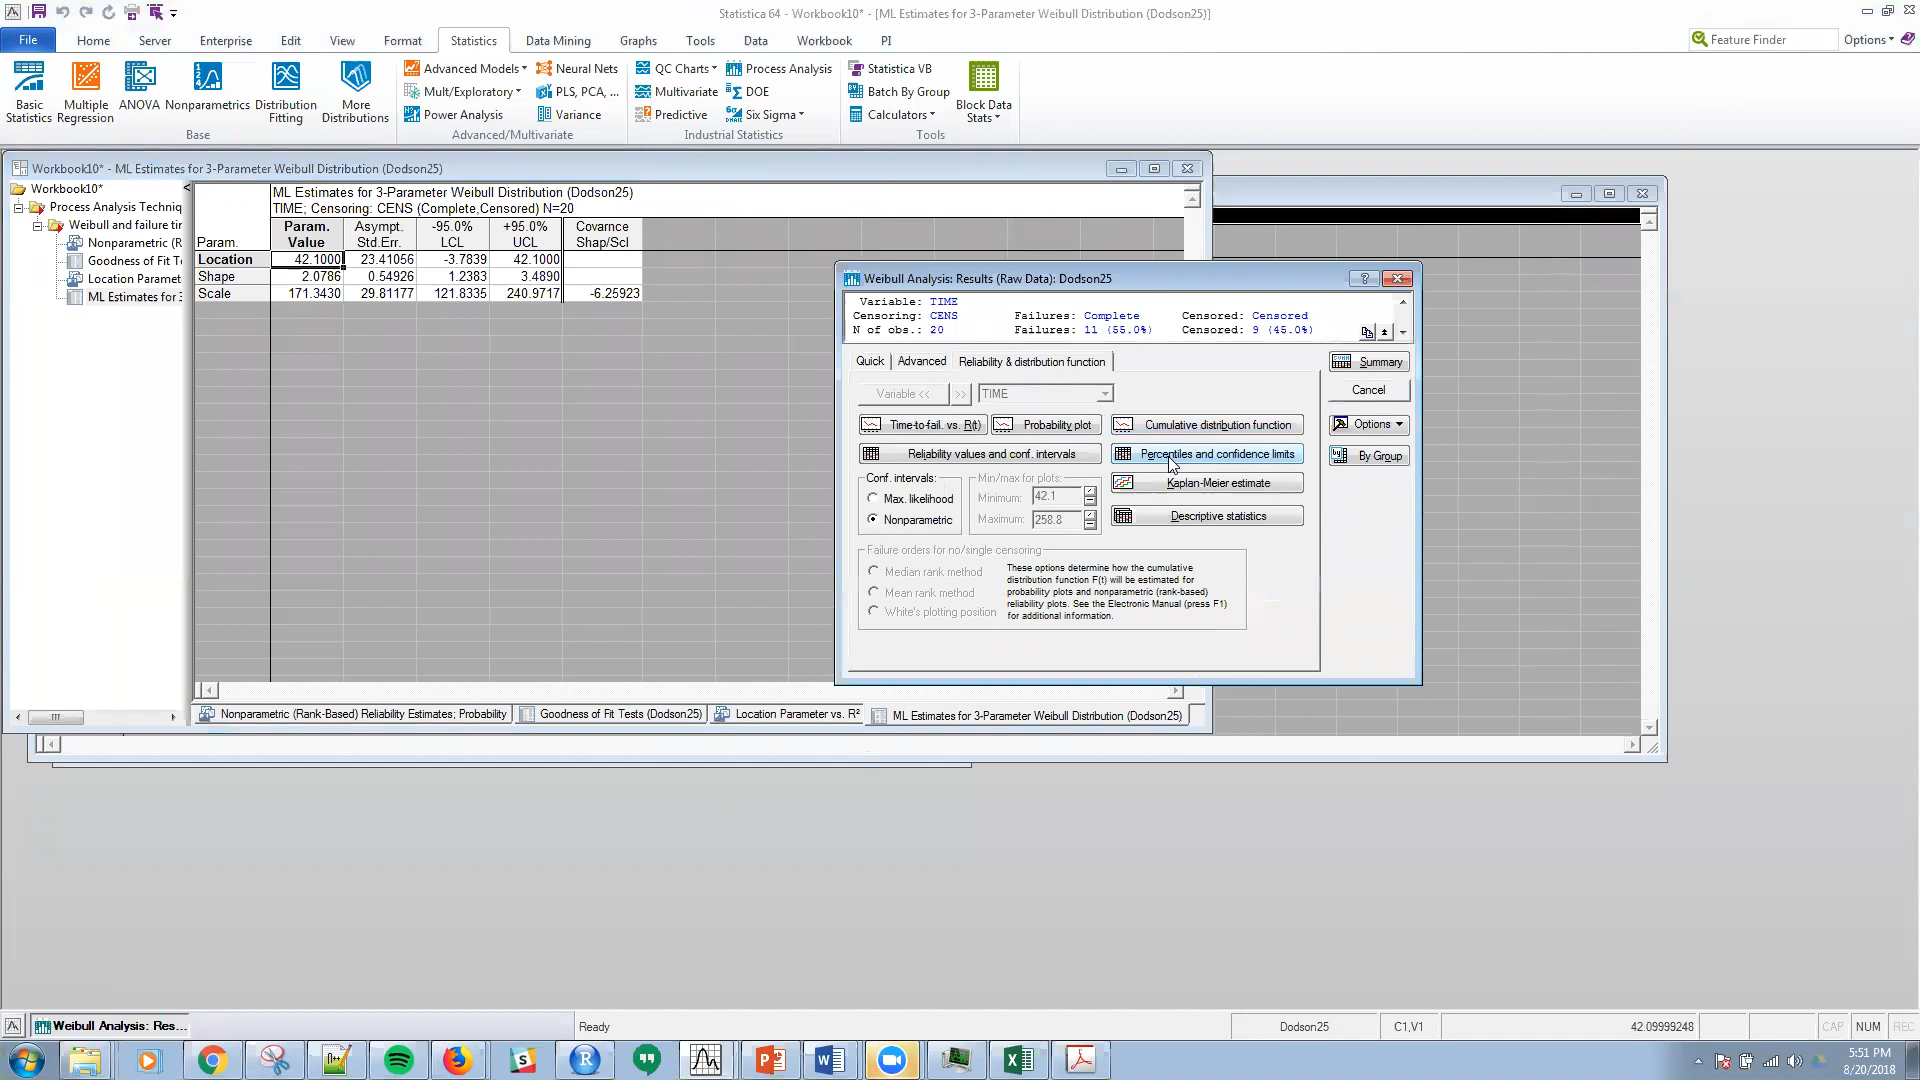 Statistica 64 - Workbook10* - [ML Estimates for 3-Parameter Weibull Distribution (Dodson25)]
File Home Server Enterprise Edit View Format Statistics Data Mining Graphs Tools Data Workbook PI Feature Finder Options
Basic Statistics
Multiple Regression
ANOVA
Nonparametrics
Distribution Fitting
More Distributions
Base
Advanced Models Neural Nets
Mult/Exploratory PLS, PCA, ...
Power Analysis Variance
Advanced/Multivariate
QC Charts Process Analysis
Multivariate DOE
Predictive Six Sigma
Industrial Statistics
Statistica VB
Batch By Group
Calculators
Block Data Stats
Tools
Workbook10* - ML Estimates for 3-Parameter Weibull Distribution (Dodson25)
Workbook10*
Process Analysis Techniq
Weibull and failure tir
Nonparametric (R
Goodness of Fit T
Location Paramet
ML Estimates for 3
ML Estimates for 3-Parameter Weibull Distribution (Dodson25)
TIME; Censoring: CENS (Complete,Censored) N=20
Param. Asympt. -95.0% +95.0% Covarnce
Param. Value Std.Err. LCL UCL Shap/Scl
Location 42.1000 23.41056 -3.7839 42.1000
Shape 2.0786 0.54926 1.2383 3.4890
Scale 171.3430 29.81177 121.8335 240.9717 -6.25923
Nonparametric (Rank-Based) Reliability Estimates; Probability Goodness of Fit Tests (Dodson25) Location Parameter vs. R² ML Estimates for 3-Parameter Weibull Distribution (Dodson25)
Weibull Analysis: Results (Raw Data): Dodson25
Variable: TIME
Censoring: CENS Failures: Complete Censored: Censored
N of obs.: 20 Failures: 11 (55.0%) Censored: 9 (45.0%)
Quick Advanced Reliability & distribution function
Summary
Cancel
Options
By Group
Variable << >> TIME
Time-to-fail. vs. R(t) Probability plot Cumulative distribution function
Reliability values and conf. intervals Percentiles and confidence limits
Kaplan-Meier estimate
Descriptive statistics
Conf. intervals:
Max. likelihood
Nonparametric
Min/max for plots:
Minimum: 42.1
Maximum: 258.8
Failure orders for no/single censoring
Median rank method
Mean rank method
White's plotting position
These options determine how the cumulative
distribution function F(t) will be estimated for
probability plots and nonparametric (rank-based)
reliability plots. See the Electronic Manual (press F1)
for additional information.
Weibull Analysis: Res... Ready Dodson25 C1,V1 42.09999248 CAP NUM REC
5:51 PM
8/20/2018